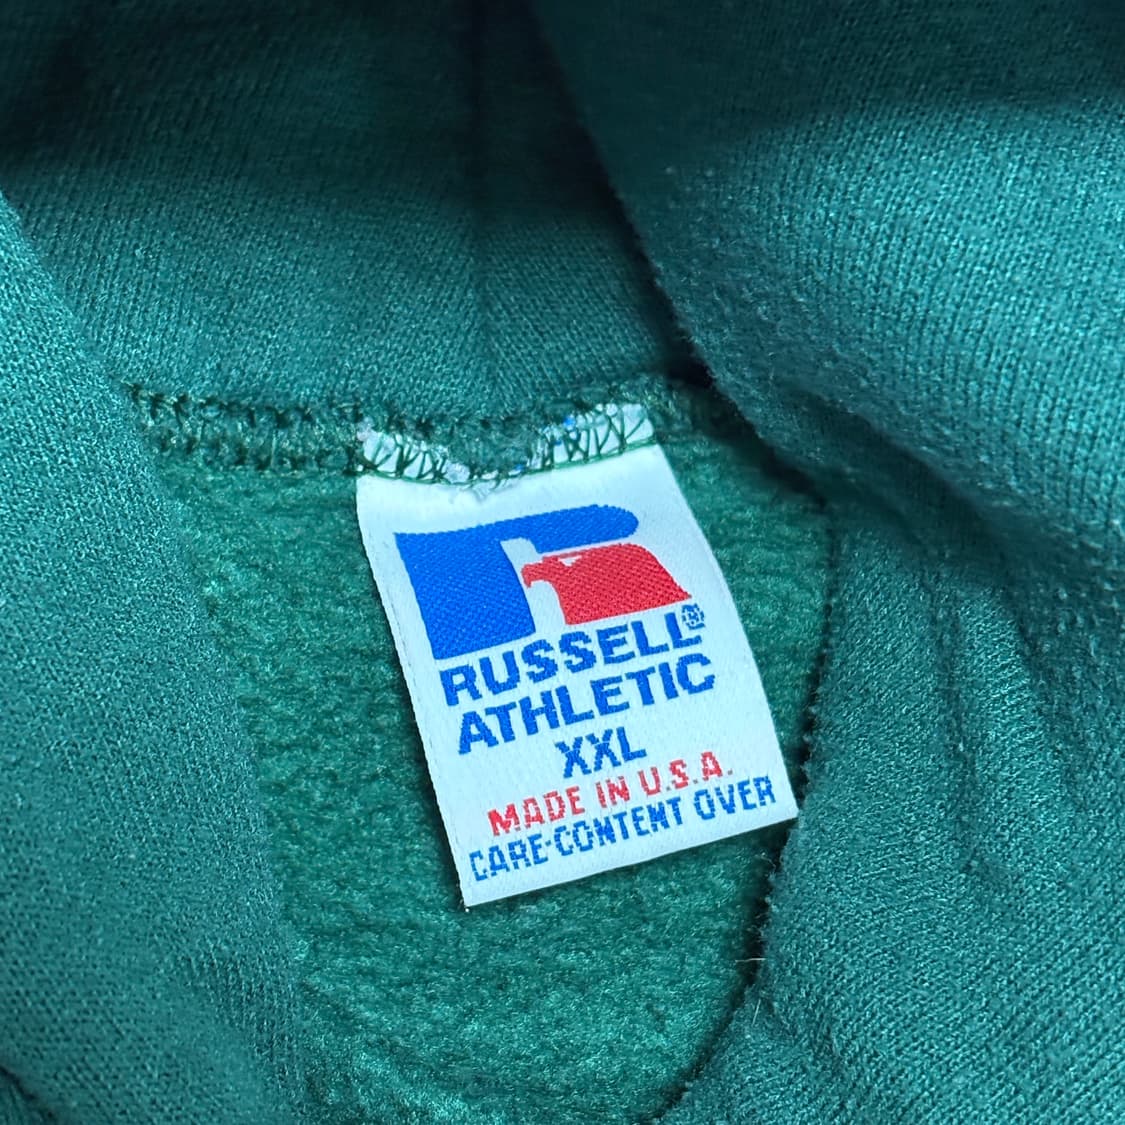 RUSSELL®
ATHLETIC
XXL
MADE IN U.S.A.
CARE-CONTENT OVER